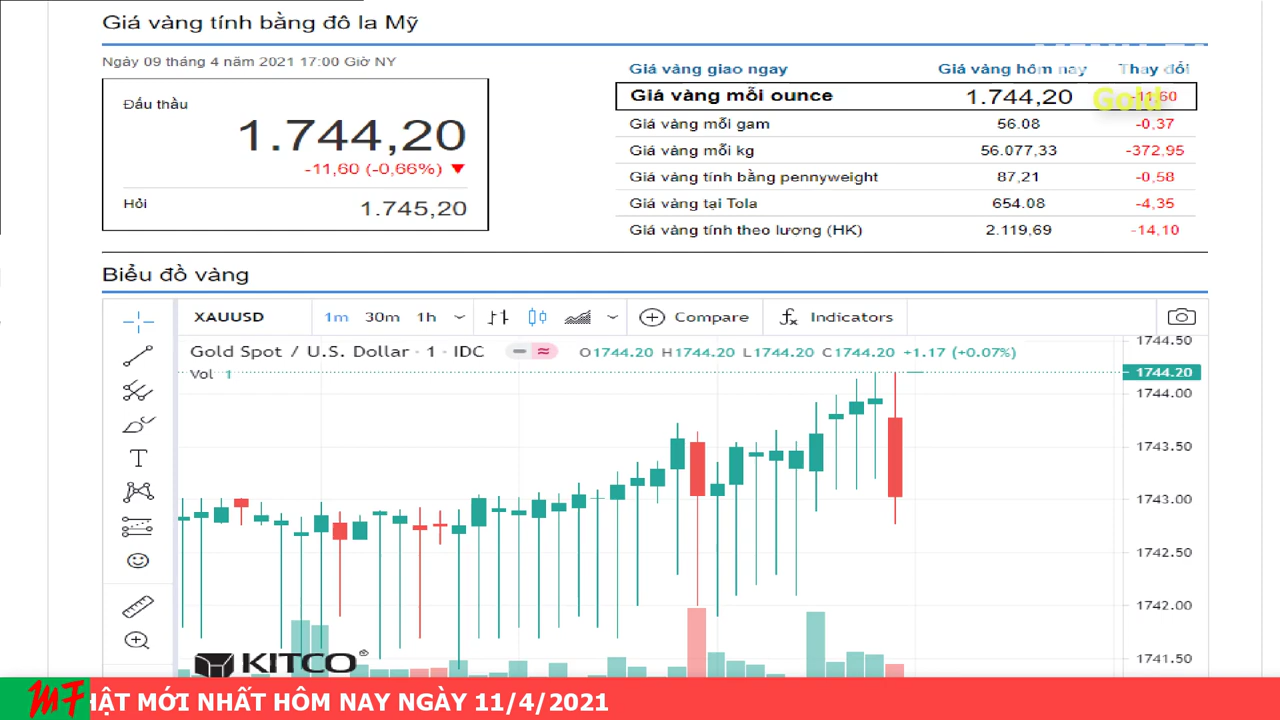 Giá vàng tính bằng đô la Mỹ
Ngày 09 tháng 4 năm 2021 17:00 Giờ NY
Đấu thầu
1.744,20
-11,60 (-0,66%) ▼
Hỏi 1.745,20
Giá vàng giao ngay Giá vàng hôm nay Thay đổi
Giá vàng mỗi ounce 1.744,20 -11,60
Gold
Giá vàng mỗi gam 56.08 -0,37
Giá vàng mỗi kg 56.077,33 -372,95
Giá vàng tính bằng pennyweight 87,21 -0,58
Giá vàng tại Tola 654.08 -4,35
Giá vàng tính theo lượng (HK) 2.119,69 -14,10
Biểu đồ vàng
XAUUSD 1m 30m 1h Compare Indicators
Gold Spot / U.S. Dollar · 1 · IDC O1744.20 H1744.20 L1744.20 C1744.20 +1.17 (+0.07%)
Vol 1
1744.50
1744.20
1744.00
1743.50
1743.00
1742.50
1742.00
1741.50
KITCO®
MF HẬT MỚI NHẤT HÔM NAY NGÀY 11/4/2021